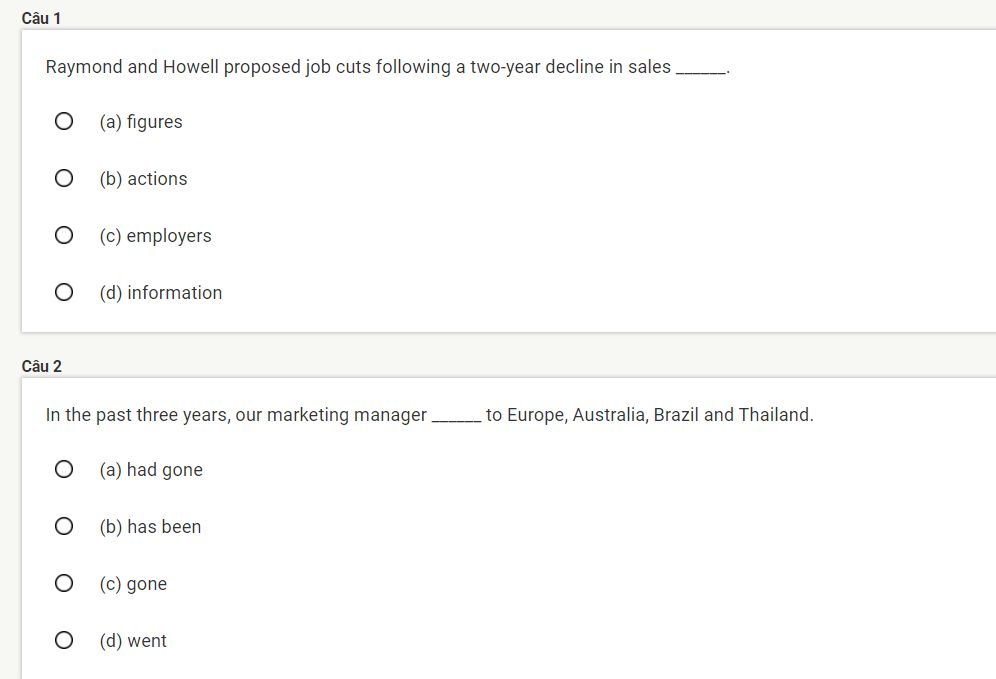 Câu 1
Raymond and Howell proposed job cuts following a two-year decline in sales ______.
(a) figures
(b) actions
(c) employers
(d) information
Câu 2
In the past three years, our marketing manager ______ to Europe, Australia, Brazil and Thailand.
(a) had gone
(b) has been
(c) gone
(d) went